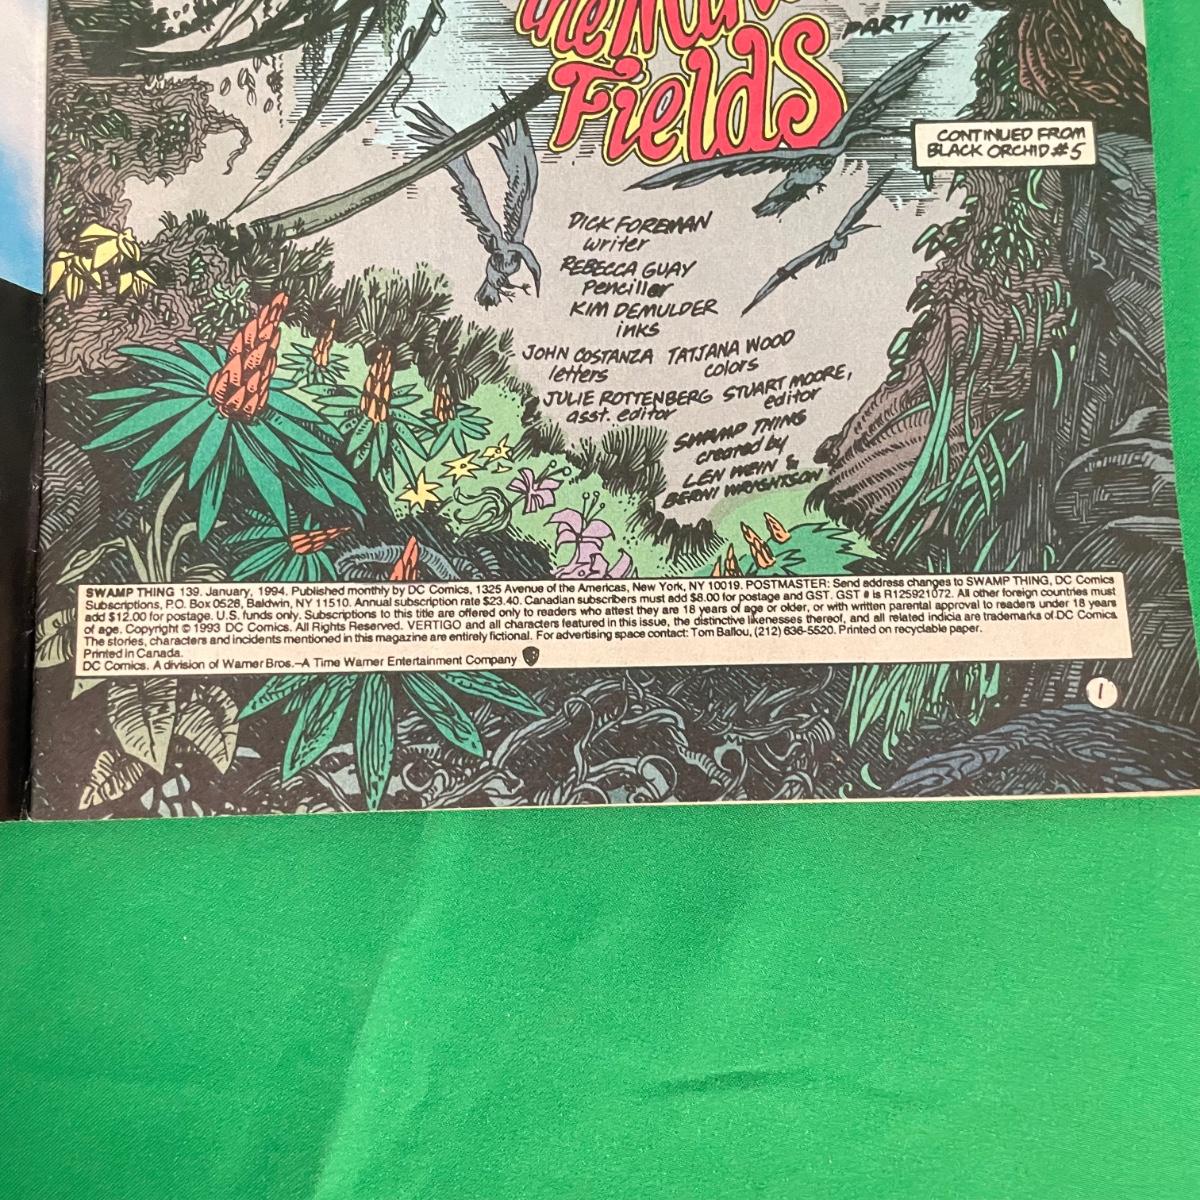 the Mind
Fields
PART TWO
CONTINUED FROM
BLACK ORCHID #5
DICK FOREMAN
writer
REBECCA GUAY
Penciller
KIM DEMULDER
inks
JOHN COSTANZA TATJANA WOOD
letters colors
JULIE ROTTENBERG STUART MOORE,
asst. editor editor
SWAMP THING
created by
LEN WEIN &
BERNI WRIGHTSON
SWAMP THING 139. January, 1994. Published monthly by DC Comics, 1325 Avenue of the Americas, New York, NY 10019. POSTMASTER: Send address changes to SWAMP THING, DC Comics
Subscriptions, P.O. Box 0528, Baldwin, NY 11510. Annual subscription rate $23.40. Canadian subscribers must add $8.00 for postage and GST. GST # is R125921072. All other foreign countries must
add $12.00 for postage. U.S. funds only. Subscriptions to this title are offered only to readers who attest they are 18 years of age or older, or with written parental approval to readers under 18 years
of age. Copyright © 1993 DC Comics. All Rights Reserved. VERTIGO and all characters featured in this issue, the distinctive likenesses thereof, and all related indicia are trademarks of DC Comics.
The stories, characters and incidents mentioned in this magazine are entirely fictional. For advertising space contact: Tom Ballou, (212) 636-5520. Printed on recyclable paper.
Printed in Canada.
DC Comics. A division of Warner Bros.–A Time Warner Entertainment Company
1